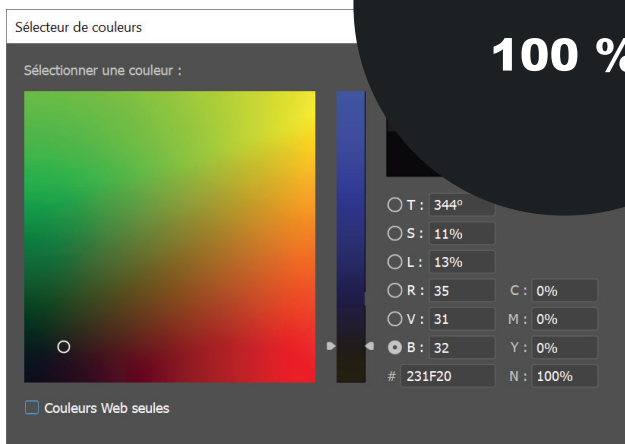 Sélecteur de couleurs
100 %
Sélectionner une couleur :
T : 344°
S : 11%
L : 13%
R : 35 C : 0%
V : 31 M : 0%
B : 32 Y : 0%
# 231F20 N : 100%
Couleurs Web seules